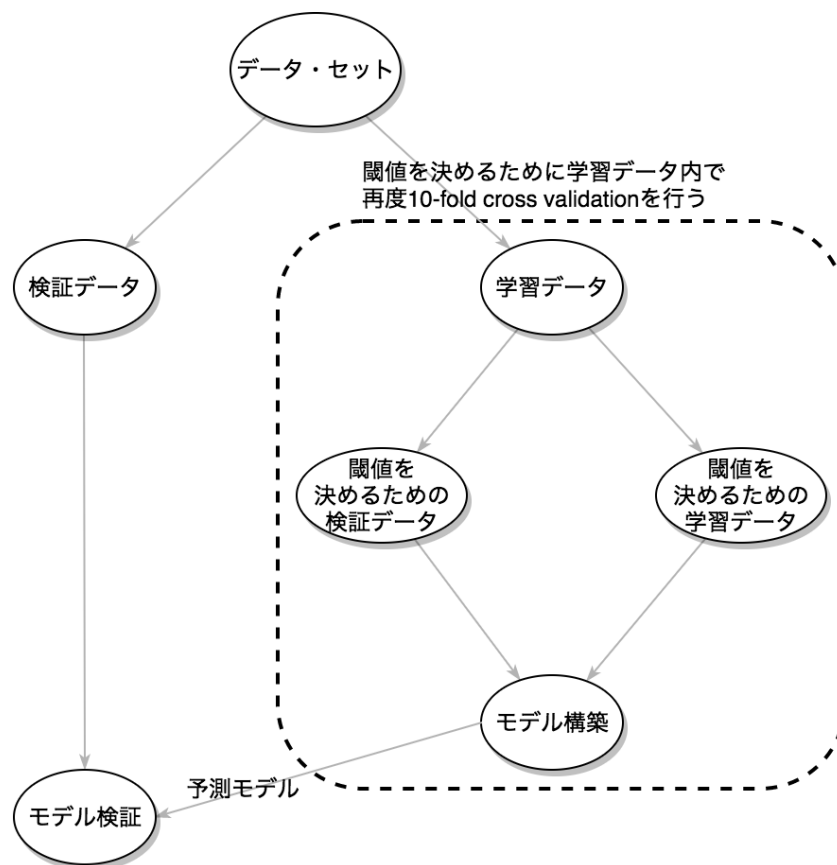 データ・セット
閾値を決めるために学習データ内で
再度10-fold cross validationを行う
検証データ
学習データ
閾値を
決めるための
検証データ
閾値を
決めるための
学習データ
モデル構築
予測モデル
モデル検証